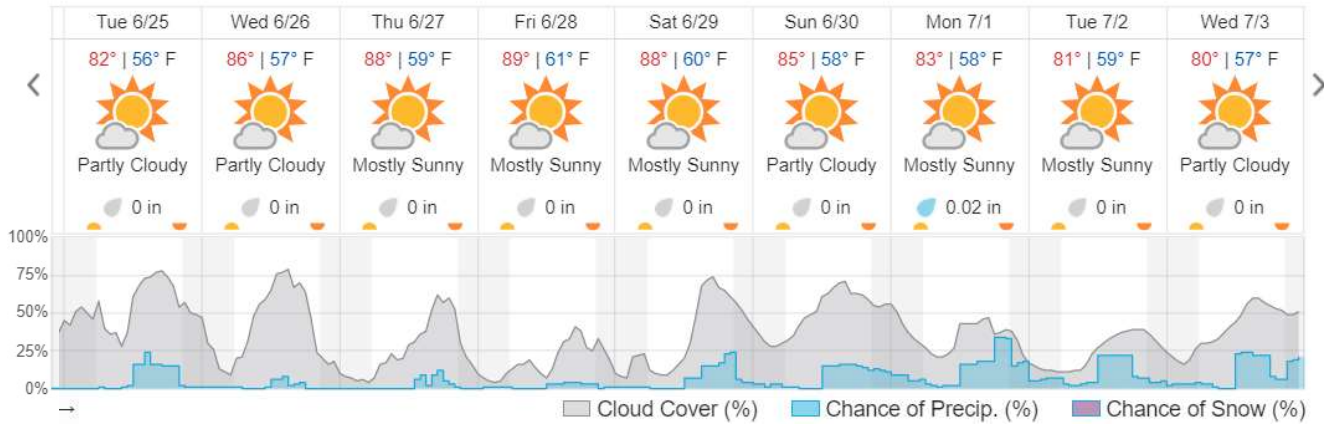 Tue 6/25 Wed 6/26 Thu 6/27 Fri 6/28 Sat 6/29 Sun 6/30 Mon 7/1 Tue 7/2 Wed 7/3
82° | 56° F 86° | 57° F 88° | 59° F 89° | 61° F 88° | 60° F 85° | 58° F 83° | 58° F 81° | 59° F 80° | 57° F
Partly Cloudy Partly Cloudy Mostly Sunny Mostly Sunny Mostly Sunny Partly Cloudy Mostly Sunny Mostly Sunny Partly Cloudy
0 in 0 in 0 in 0 in 0 in 0 in 0.02 in 0 in 0 in
100%
75%
50%
25%
0%
→ Cloud Cover (%) Chance of Precip. (%) Chance of Snow (%)